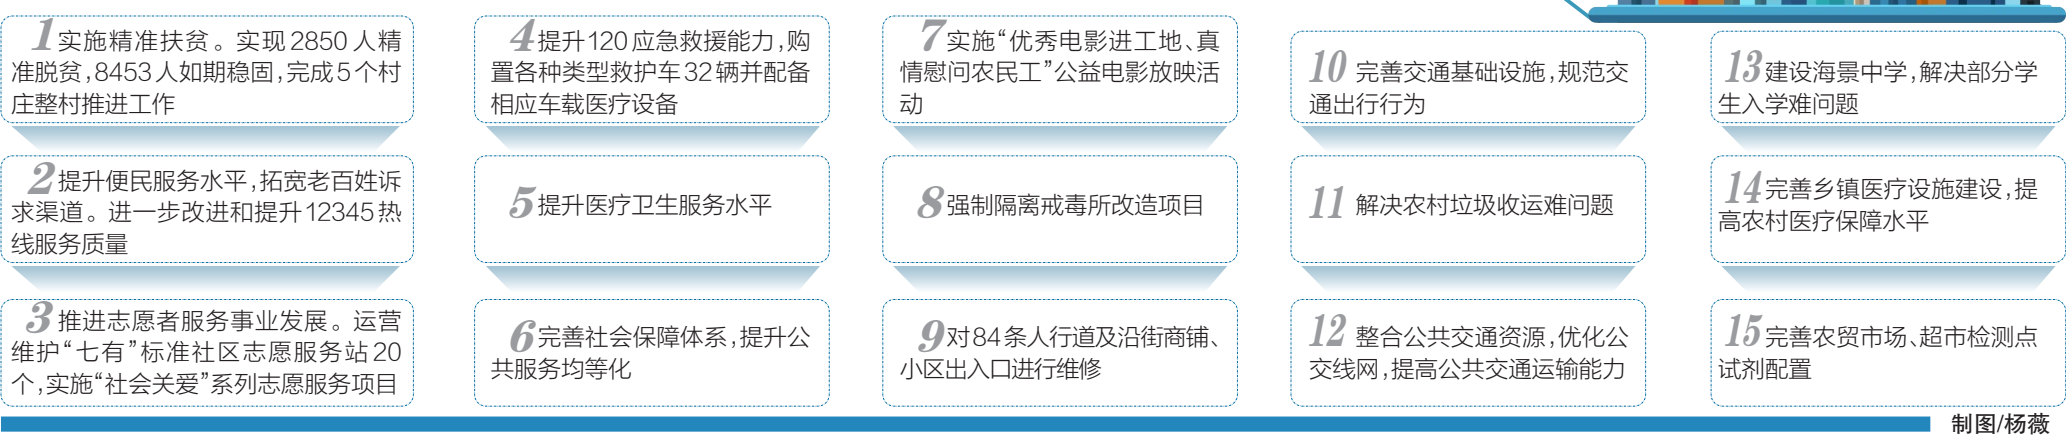 1 实施精准扶贫。实现2850人精
准脱贫,8453人如期稳固,完成5个村
庄整村推进工作
2 提升便民服务水平,拓宽老百姓诉
求渠道。进一步改进和提升12345热
线服务质量
3 推进志愿者服务事业发展。运营
维护“七有”标准社区志愿服务站20
个,实施“社会关爱”系列志愿服务项目
4 提升120应急救援能力,购
置各种类型救护车32辆并配备
相应车载医疗设备
5 提升医疗卫生服务水平
6 完善社会保障体系,提升公
共服务均等化
7 实施“优秀电影进工地、真
情慰问农民工”公益电影放映活
动
8 强制隔离戒毒所改造项目
9 对84条人行道及沿街商铺、
小区出入口进行维修
10 完善交通基础设施,规范交
通出行行为
11 解决农村垃圾收运难问题
12 整合公共交通资源,优化公
交线网,提高公共交通运输能力
13 建设海景中学,解决部分学
生入学难问题
14 完善乡镇医疗设施建设,提
高农村医疗保障水平
15 完善农贸市场、超市检测点
试剂配置
制图/杨薇